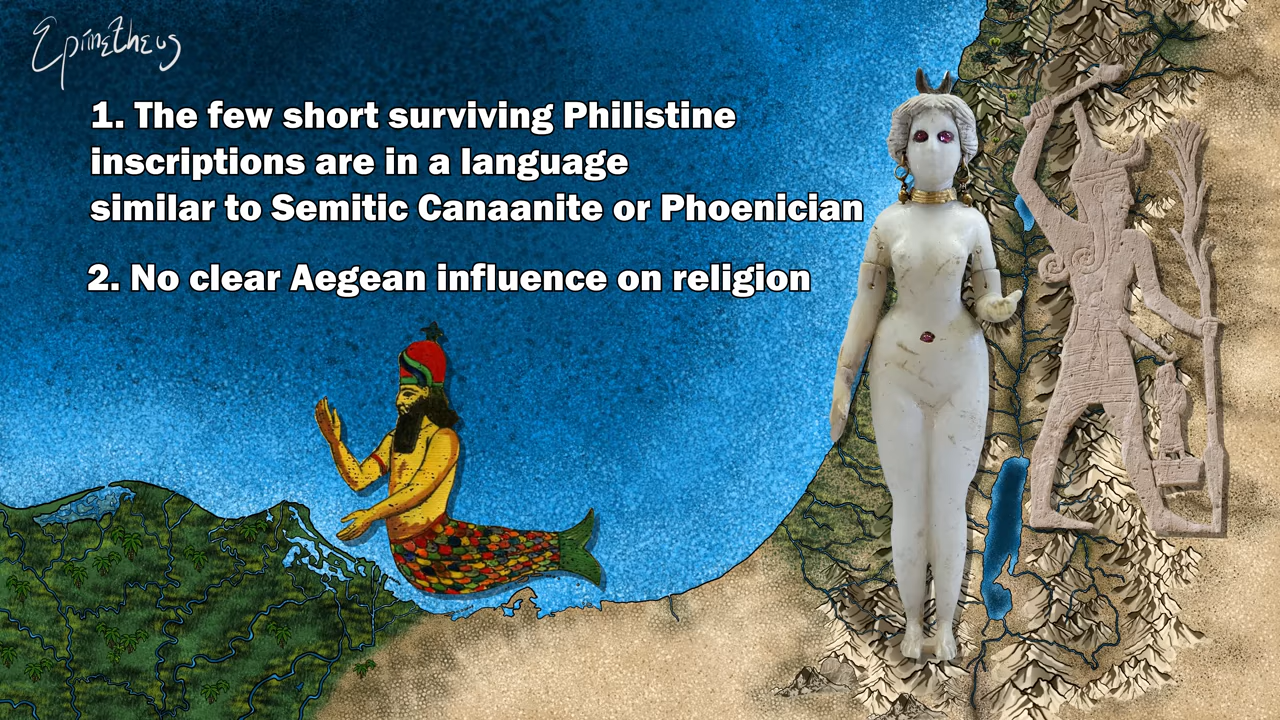 Epimetheus
1. The few short surviving Philistine
inscriptions are in a language
similar to Semitic Canaanite or Phoenician
2. No clear Aegean influence on religion